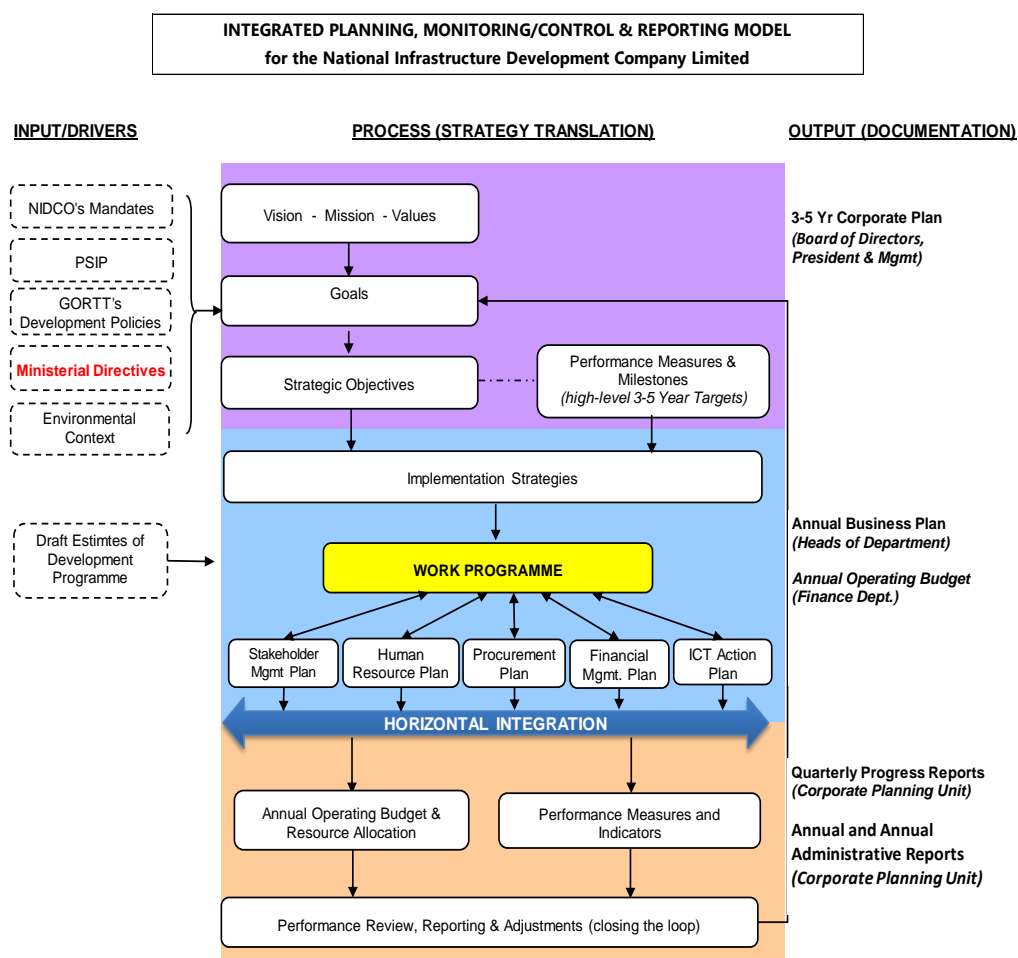 INTEGRATED PLANNING, MONITORING/CONTROL & REPORTING MODEL
for the National Infrastructure Development Company Limited
INPUT/DRIVERS
PROCESS (STRATEGY TRANSLATION)
OUTPUT (DOCUMENTATION)
NIDCO's Mandates
PSIP
GORTT's
Development Policies
Ministerial Directives
Environmental
Context
Vision - Mission - Values
Goals
Strategic Objectives
Performance Measures &
Milestones
(high-level 3-5 Year Targets)
3-5 Yr Corporate Plan
(Board of Directors,
President & Mgmt)
Implementation Strategies
Draft Estimtes of
Development
Programme
WORK PROGRAMME
Annual Business Plan
(Heads of Department)
Annual Operating Budget
(Finance Dept.)
Stakeholder
Mgmt Plan
Human
Resource Plan
Procurement
Plan
Financial
Mgmt. Plan
ICT Action
Plan
HORIZONTAL INTEGRATION
Annual Operating Budget &
Resource Allocation
Performance Measures and
Indicators
Quarterly Progress Reports
(Corporate Planning Unit)
Annual and Annual
Administrative Reports
(Corporate Planning Unit)
Performance Review, Reporting & Adjustments (closing the loop)